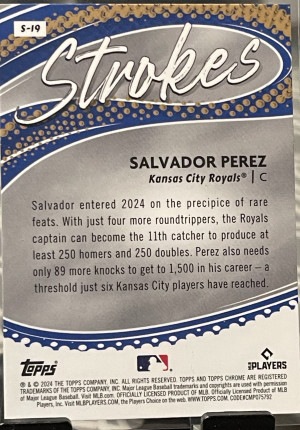 S-19
Strokes
SALVADOR PEREZ
Kansas City Royals® | C
Salvador entered 2024 on the precipice of rare
feats. With just four more roundtrippers, the Royals
captain can become the 11th catcher to produce at
least 250 homers and 250 doubles. Perez also needs
only 89 more knocks to get to 1,500 in his career – a
threshold just six Kansas City players have reached.
Topps
MLB PLAYERS
® & © 2024 THE TOPPS COMPANY, INC. ALL RIGHTS RESERVED. TOPPS AND TOPPS CHROME ARE REGISTERED
TRADEMARKS OF THE TOPPS COMPANY, INC. Major League Baseball trademarks and copyrights are used with permission
of Major League Baseball. Visit MLB.com. OFFICIALLY LICENSED PRODUCT OF MLB. Officially Licensed Product of MLB
Players, Inc. Visit MLBPLAYERS.com, the Players Choice on the web. WWW.TOPPS.COM. CODE#CMP075792